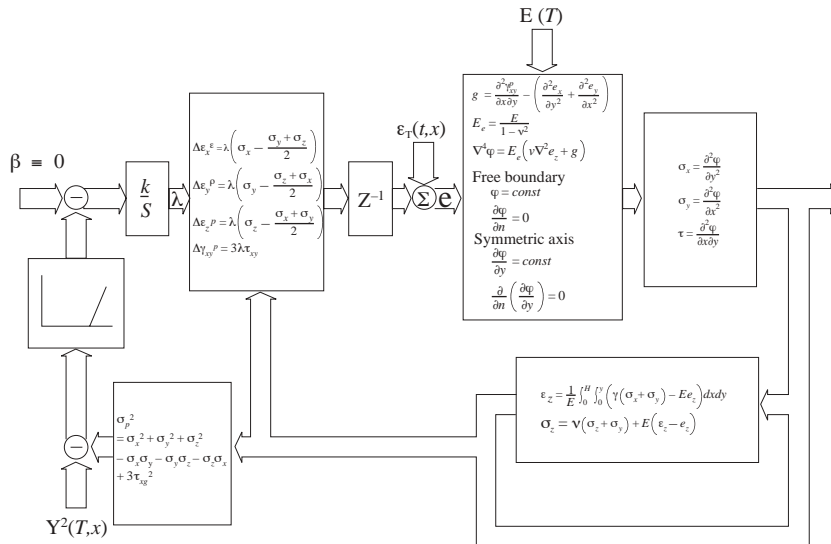 E (T)
β ≡ 0
−
k/S
λ
Δε_x^ε = λ(σ_x − (σ_y + σ_z)/2)
Δε_y^ρ = λ(σ_y − (σ_z + σ_x)/2)
Δε_z^p = λ(σ_z − (σ_x + σ_y)/2)
Δγ_xy^p = 3λτ_xy
Z⁻¹
ε_T(t,x)
Σ
e
g = ∂²γ_xy^p/∂x∂y − (∂²e_x/∂y² + ∂²e_y/∂x²)
E_e = E/(1 − ν²)
∇⁴φ = E_e(ν∇²e_z + g)
Free boundary
φ = const
∂φ/∂n = 0
Symmetric axis
∂φ/∂y = const
∂/∂n (∂φ/∂y) = 0
σ_x = ∂²φ/∂y²
σ_y = ∂²φ/∂x²
τ = ∂²φ/∂x∂y
ε_z = 1/E ∫_0^H ∫_0^y (γ(σ_x + σ_y) − Ee_z)dxdy
σ_z = ν(σ_z + σ_y) + E(ε_z − e_z)
σ_p²
= σ_x² + σ_y² + σ_z²
− σ_xσ_y − σ_yσ_z − σ_zσ_x
+ 3τ_xg²
−
Y²(T,x)